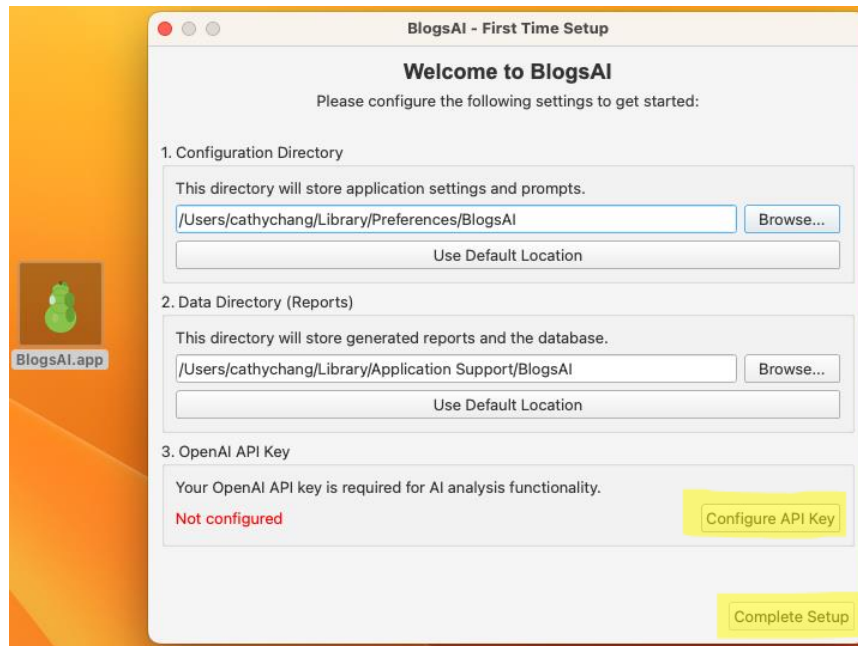 BlogsAI - First Time Setup
Welcome to BlogsAI
Please configure the following settings to get started:
1. Configuration Directory
This directory will store application settings and prompts.
/Users/cathychang/Library/Preferences/BlogsAI
Browse...
Use Default Location
2. Data Directory (Reports)
This directory will store generated reports and the database.
/Users/cathychang/Library/Application Support/BlogsAI
Browse...
Use Default Location
BlogsAI.app
3. OpenAI API Key
Your OpenAI API key is required for AI analysis functionality.
Not configured
Configure API Key
Complete Setup